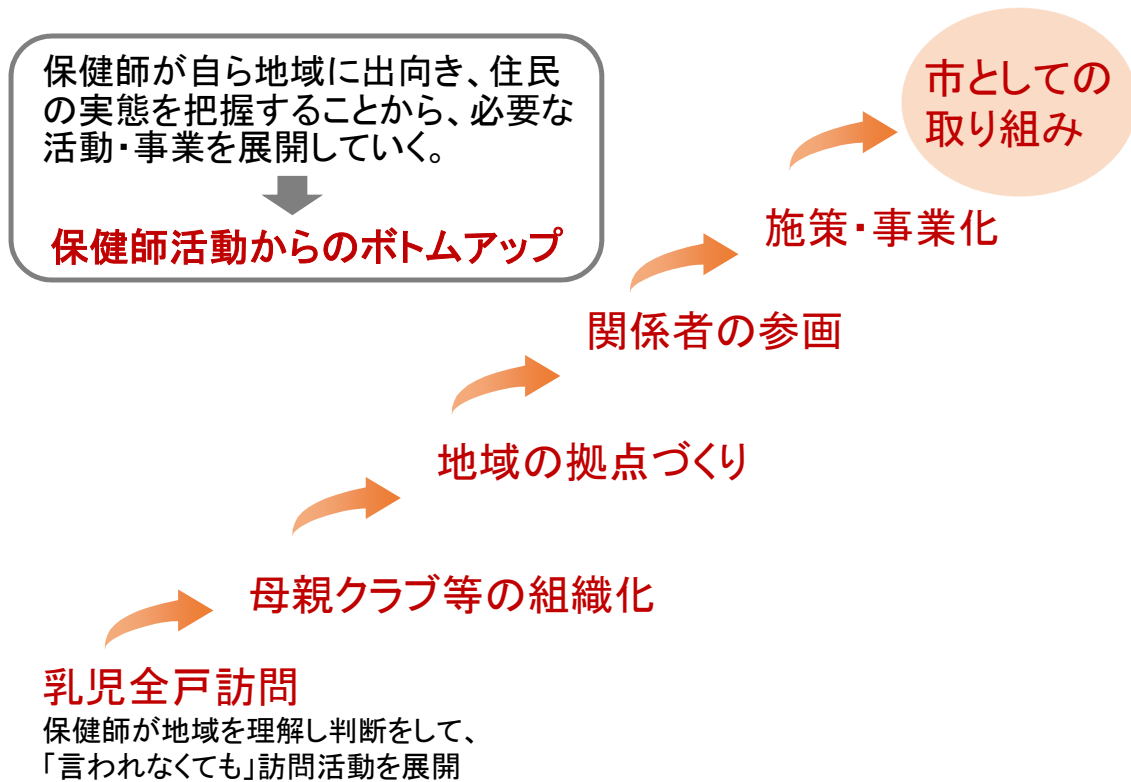 保健師が自ら地域に出向き、住民
の実態を把握することから、必要な
活動・事業を展開していく。
保健師活動からのボトムアップ
市としての
取り組み
施策・事業化
関係者の参画
地域の拠点づくり
母親クラブ等の組織化
乳児全戸訪問
保健師が地域を理解し判断をして、
「言われなくても」訪問活動を展開